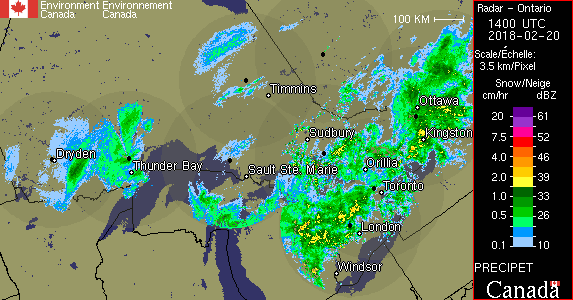 Environment Environnement
Canada Canada
100 KM
Radar - Ontario
1400 UTC
2018-02-20
Scale/Échelle:
3.5 km/Pixel
Snow/Neige
cm/hr dBZ
20 61
10 57
7.5 52
4.0 46
2.0 39
1.0 33
0.5 26
0.1 10
Timmins
Ottawa
Kingston
Sudbury
Dryden
Thunder Bay
Sault Ste. Marie
Orillia
Toronto
London
Windsor
PRECIPET
Canada